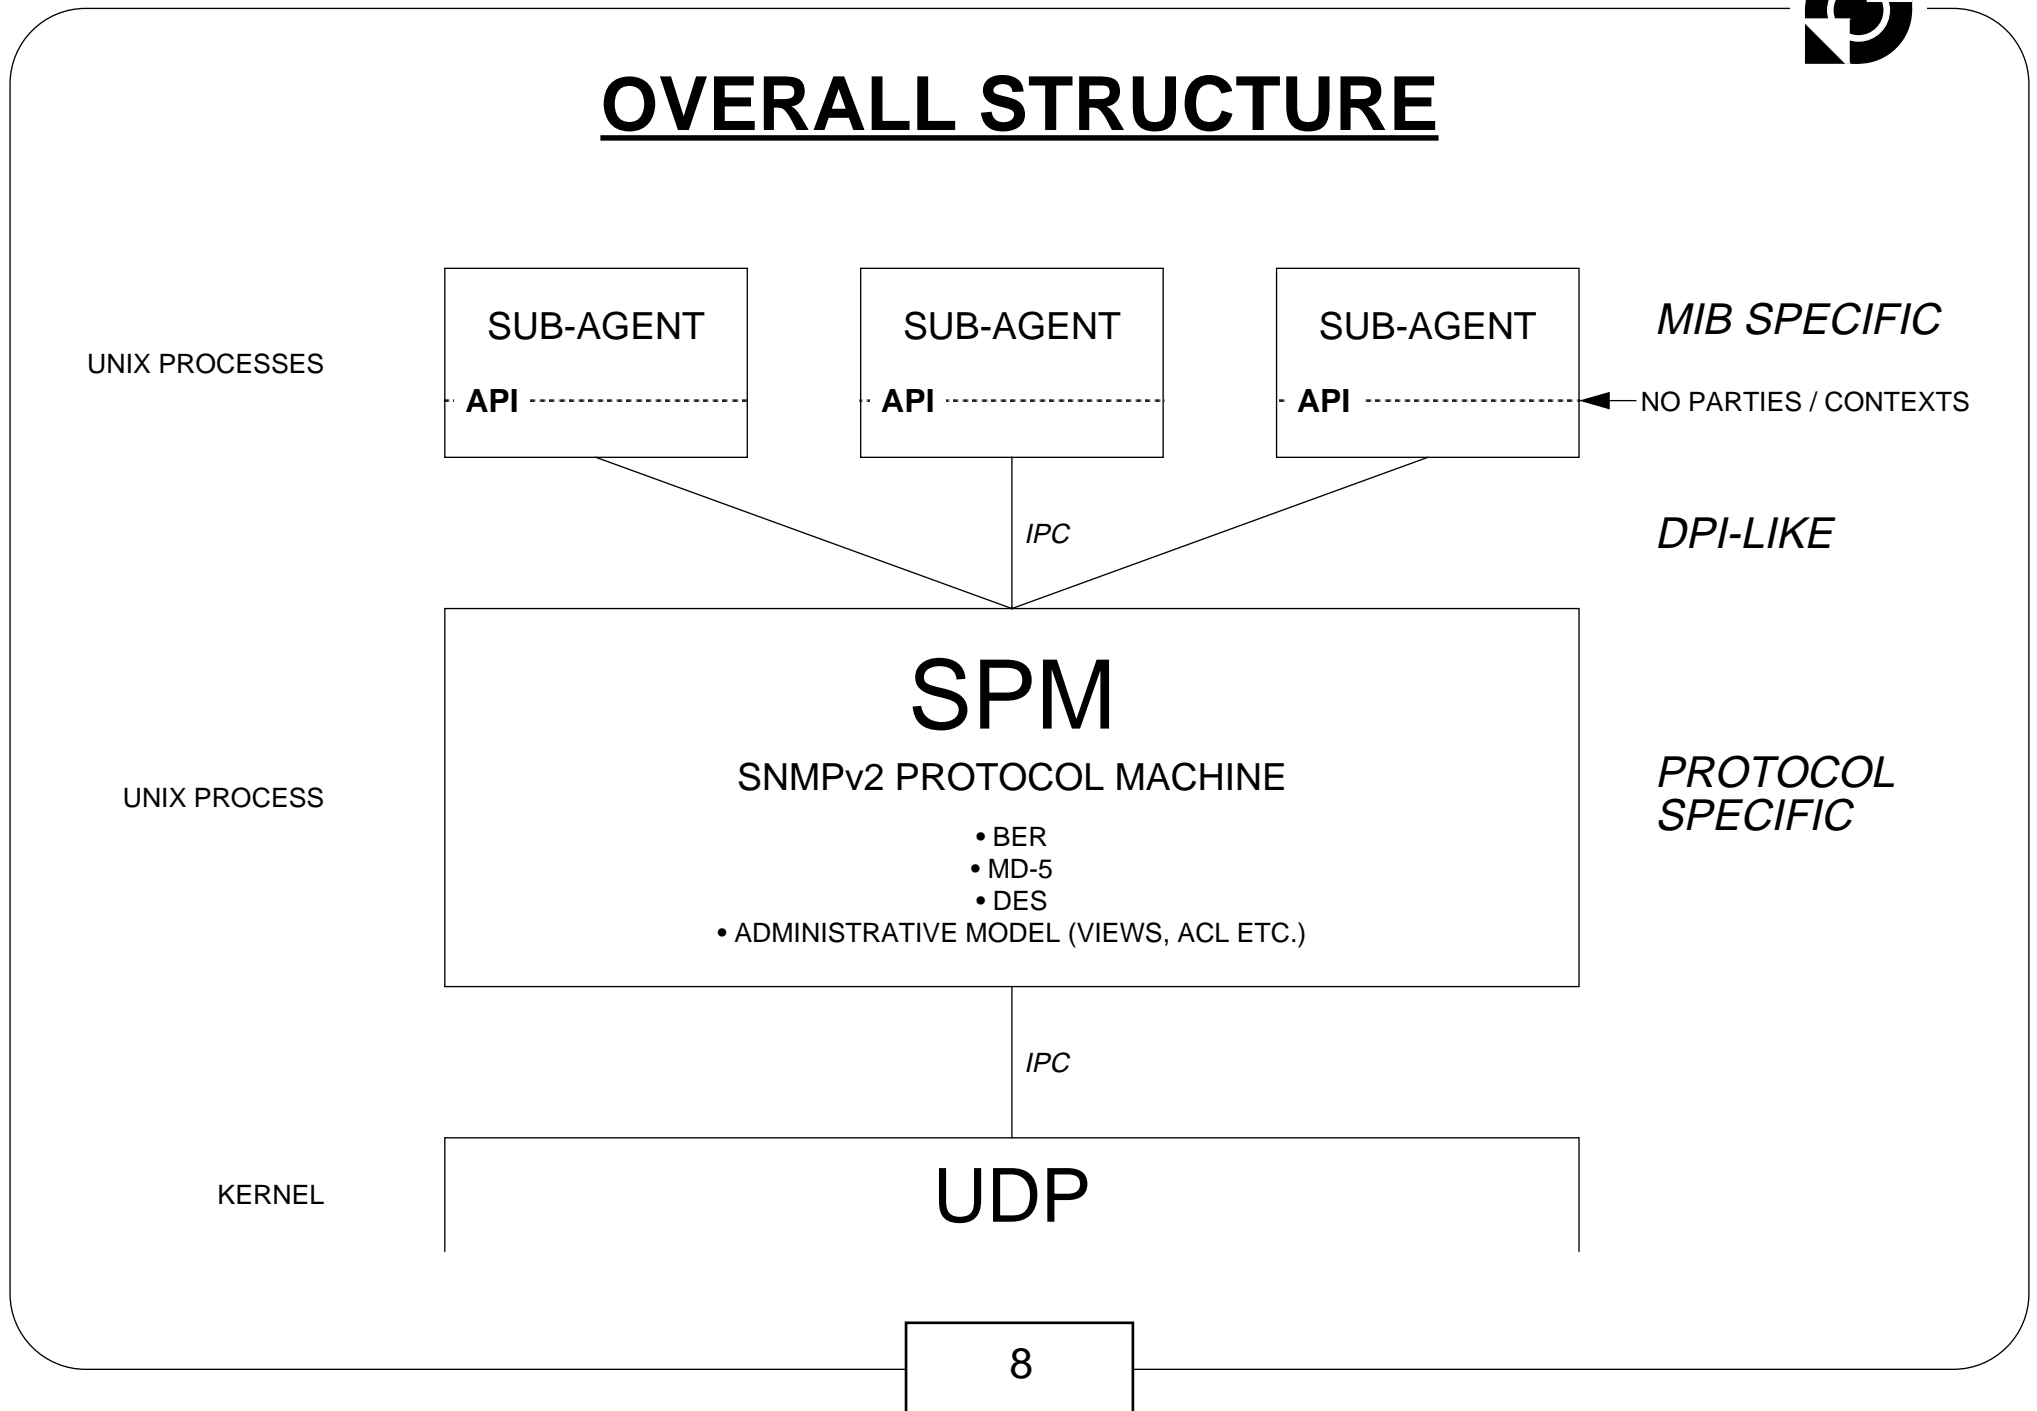 OVERALL STRUCTURE
SUB-AGENT
SUB-AGENT
SUB-AGENT
MIB SPECIFIC
UNIX PROCESSES
API
API
API
NO PARTIES / CONTEXTS
IPC
DPI-LIKE
SPM
SNMPv2 PROTOCOL MACHINE
PROTOCOL
SPECIFIC
UNIX PROCESS
• BER
• MD-5
• DES
• ADMINISTRATIVE MODEL (VIEWS, ACL ETC.)
IPC
KERNEL
UDP
8